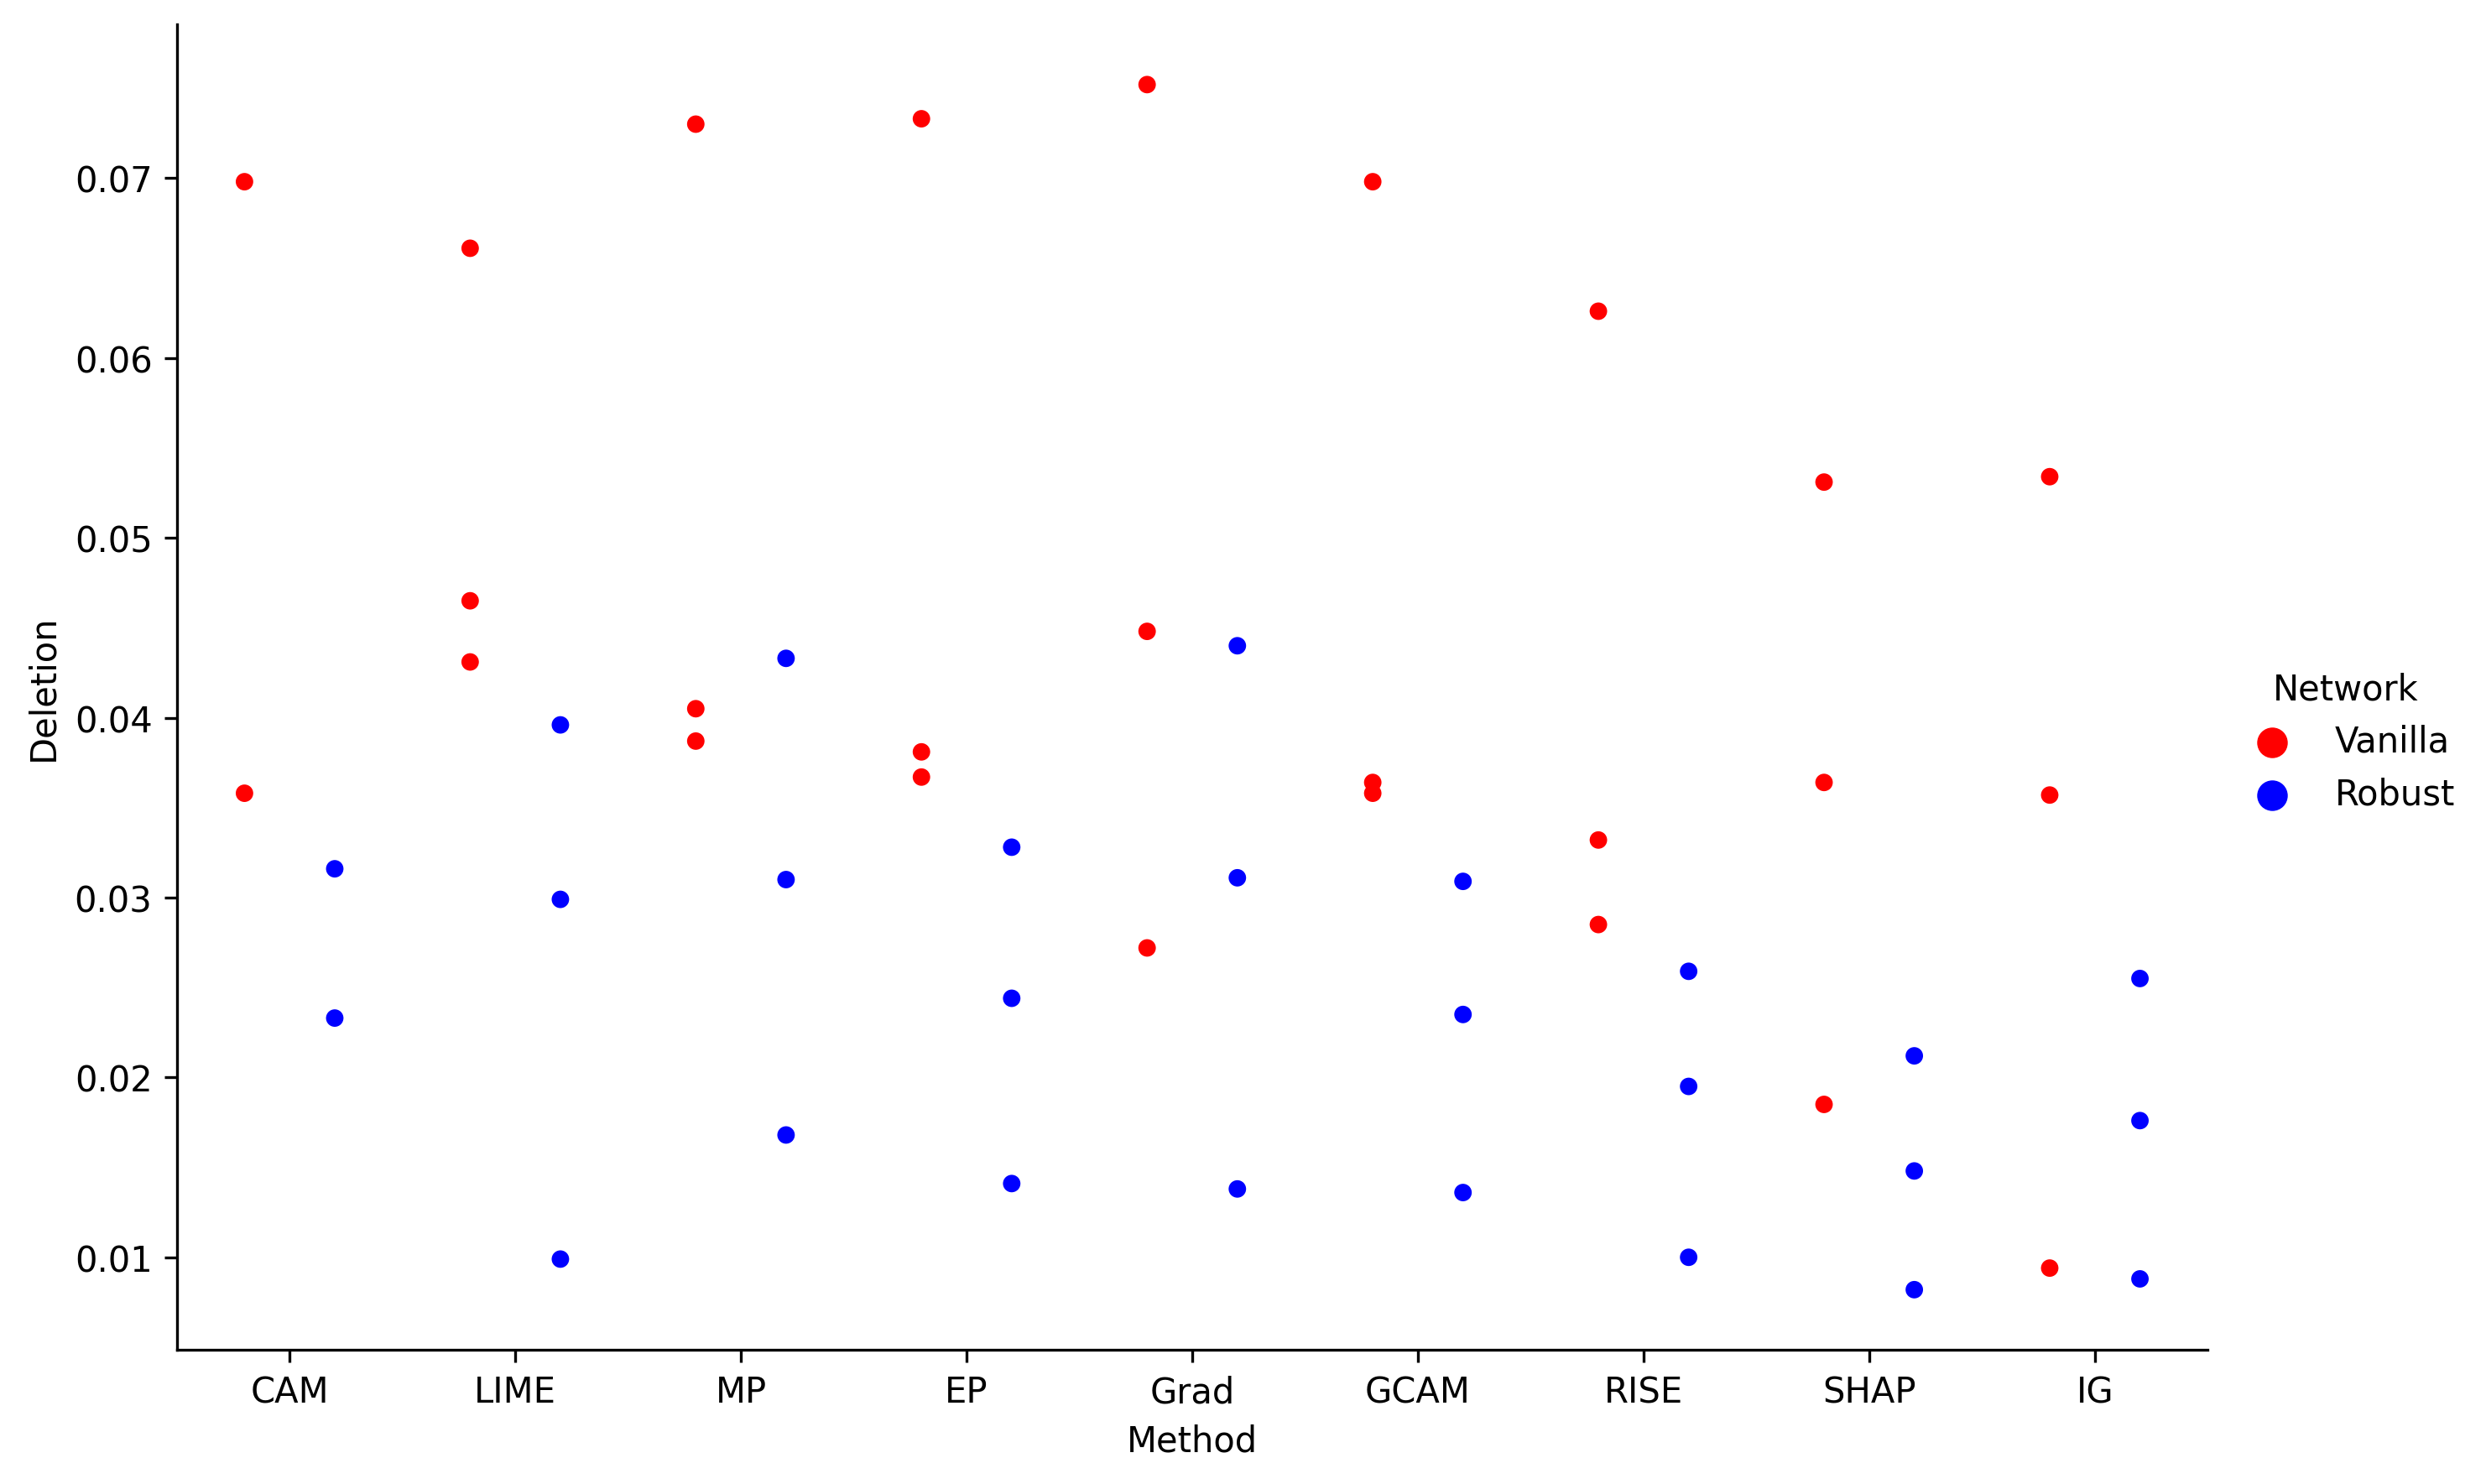 0.07
0.06
0.05
0.04
0.03
0.02
0.01
Deletion
CAM LIME MP EP Grad GCAM RISE SHAP IG
Method
Network
Vanilla
Robust